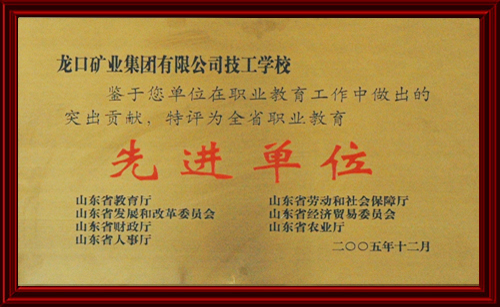 龙口矿业集团有限公司技工学校
鉴于您单位在职业教育工作中做出的
突出贡献，特评为全省职业教育
先进单位
山东省教育厅 山东省劳动和社会保障厅
山东省发展和改革委员会 山东省经济贸易委员会
山东省财政厅 山东省农业厅
山东省人事厅
二〇〇五年十二月